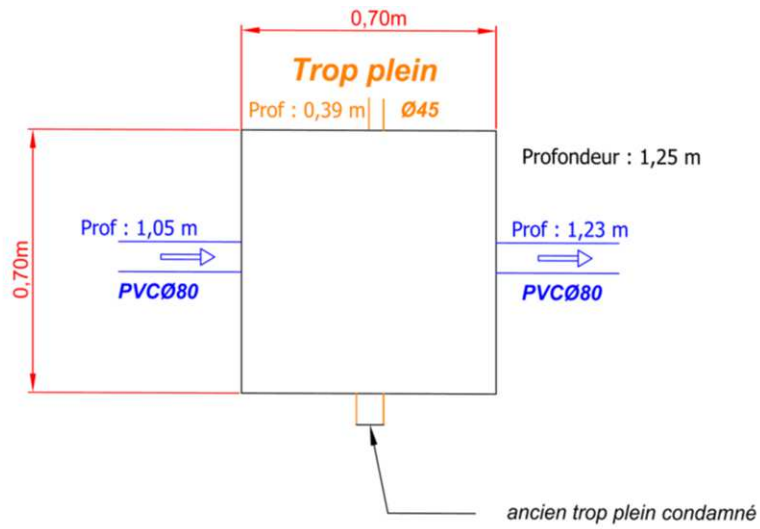 0,70m
Trop plein
Prof : 0,39 m Ø45
Profondeur : 1,25 m
0,70m
Prof : 1,05 m
Prof : 1,23 m
PVCØ80
PVCØ80
ancien trop plein condamné